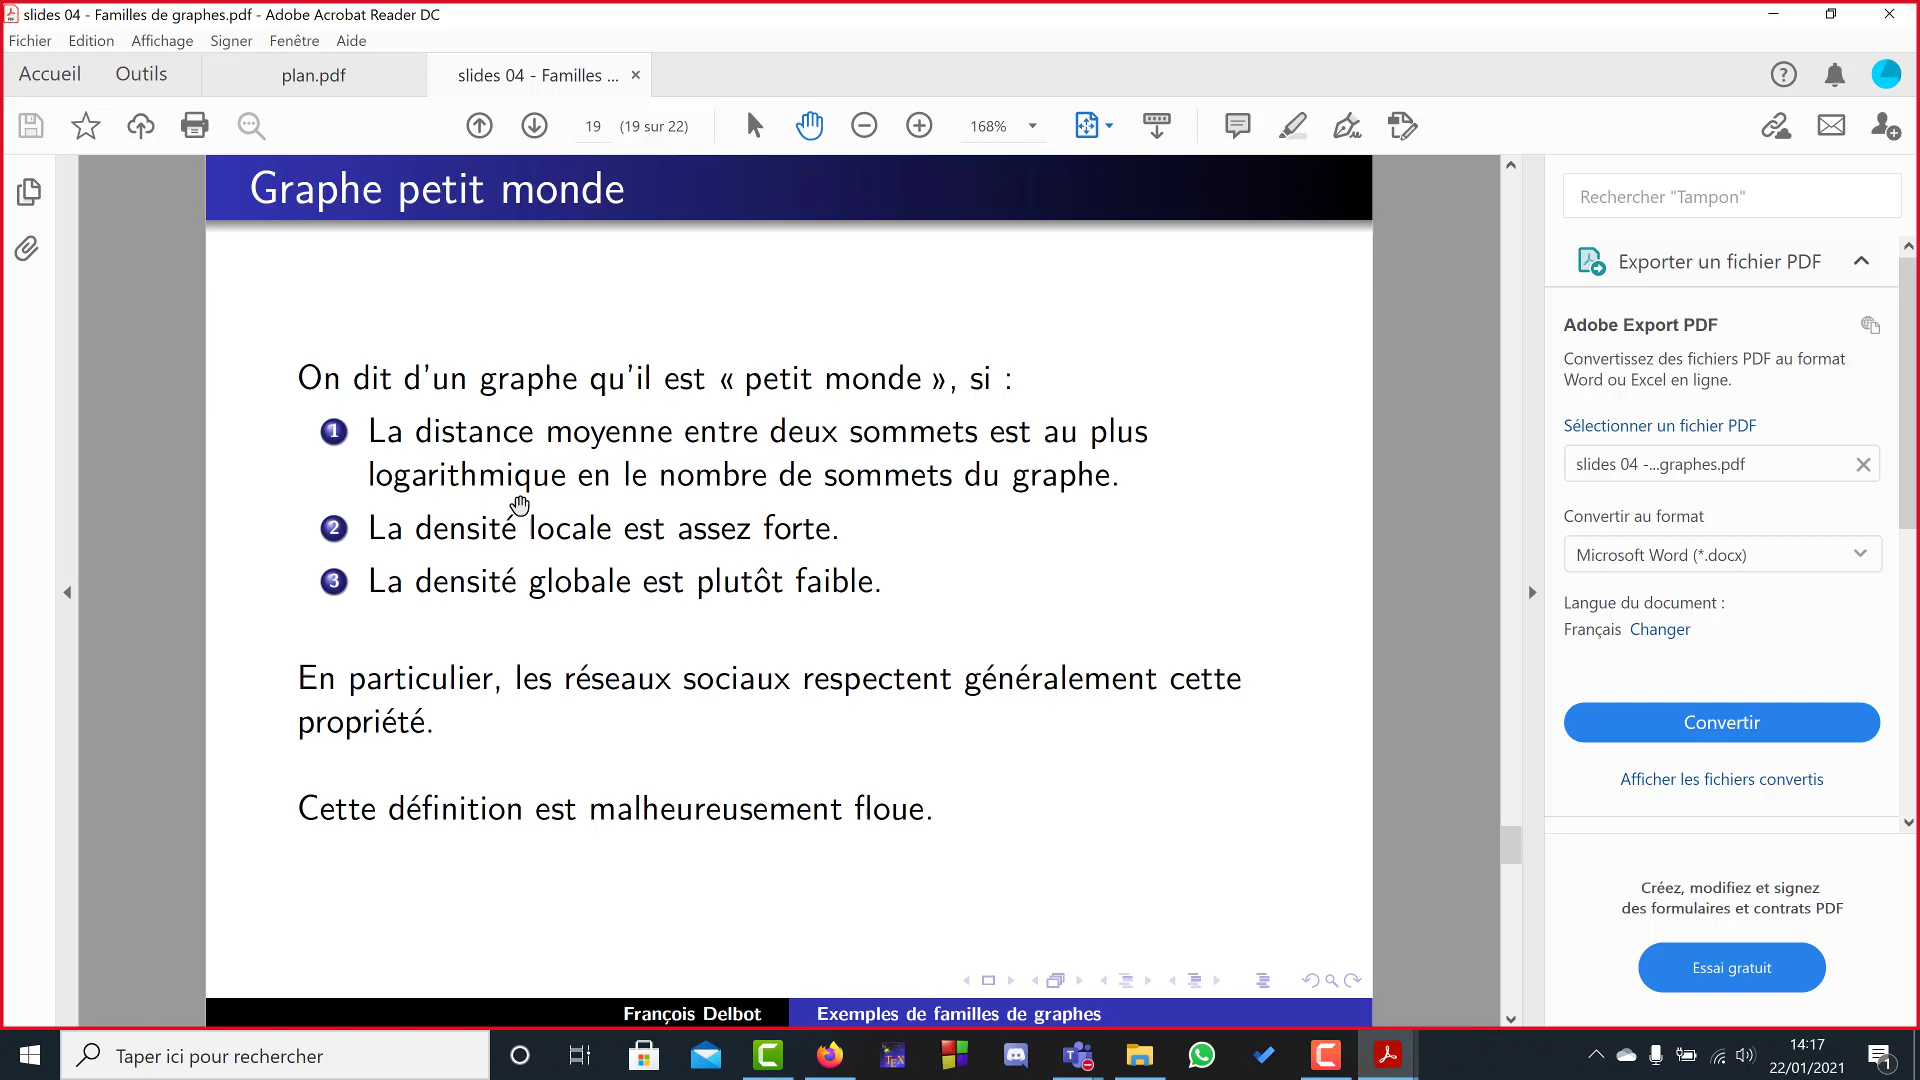 slides 04 - Familles de graphes.pdf - Adobe Acrobat Reader DC
Fichier Edition Affichage Signer Fenêtre Aide
Accueil Outils plan.pdf slides 04 - Familles ...
19 (19 sur 22) 168%
Graphe petit monde
On dit d'un graphe qu'il est « petit monde », si :
1 La distance moyenne entre deux sommets est au plus
logarithmique en le nombre de sommets du graphe.
2 La densité locale est assez forte.
3 La densité globale est plutôt faible.
En particulier, les réseaux sociaux respectent généralement cette
propriété.
Cette définition est malheureusement floue.
François Delbot Exemples de familles de graphes
Rechercher "Tampon"
Exporter un fichier PDF
Adobe Export PDF
Convertissez des fichiers PDF au format
Word ou Excel en ligne.
Sélectionner un fichier PDF
slides 04 -...graphes.pdf
Convertir au format
Microsoft Word (*.docx)
Langue du document :
Français Changer
Convertir
Afficher les fichiers convertis
Créez, modifiez et signez
des formulaires et contrats PDF
Essai gratuit
Taper ici pour rechercher
14:17
22/01/2021
1